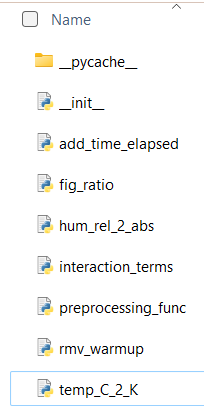 Name
__pycache__
__init__
add_time_elapsed
fig_ratio
hum_rel_2_abs
interaction_terms
preprocessing_func
rmv_warmup
temp_C_2_K